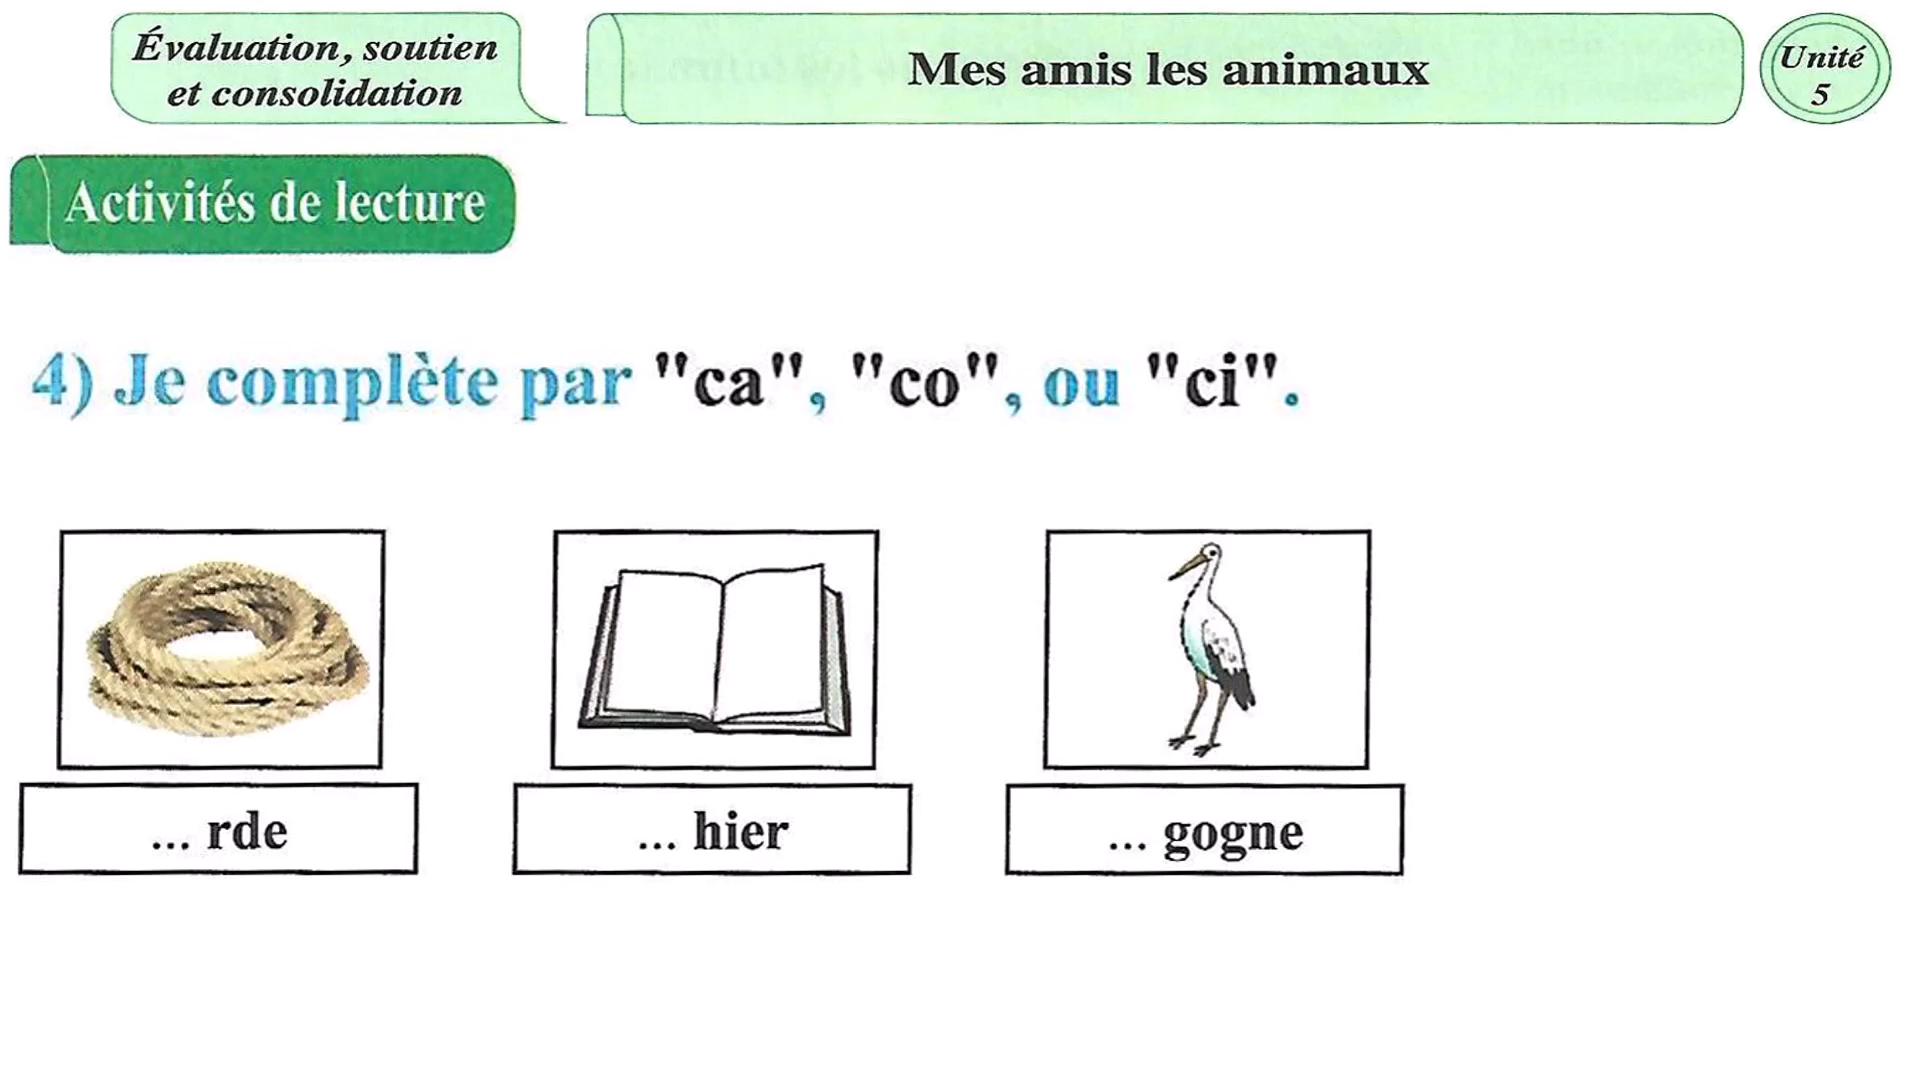 Évaluation, soutien
et consolidation
Mes amis les animaux
Unité
5
Activités de lecture
4) Je complète par "ca", "co", ou "ci".
... rde
... hier
... gogne